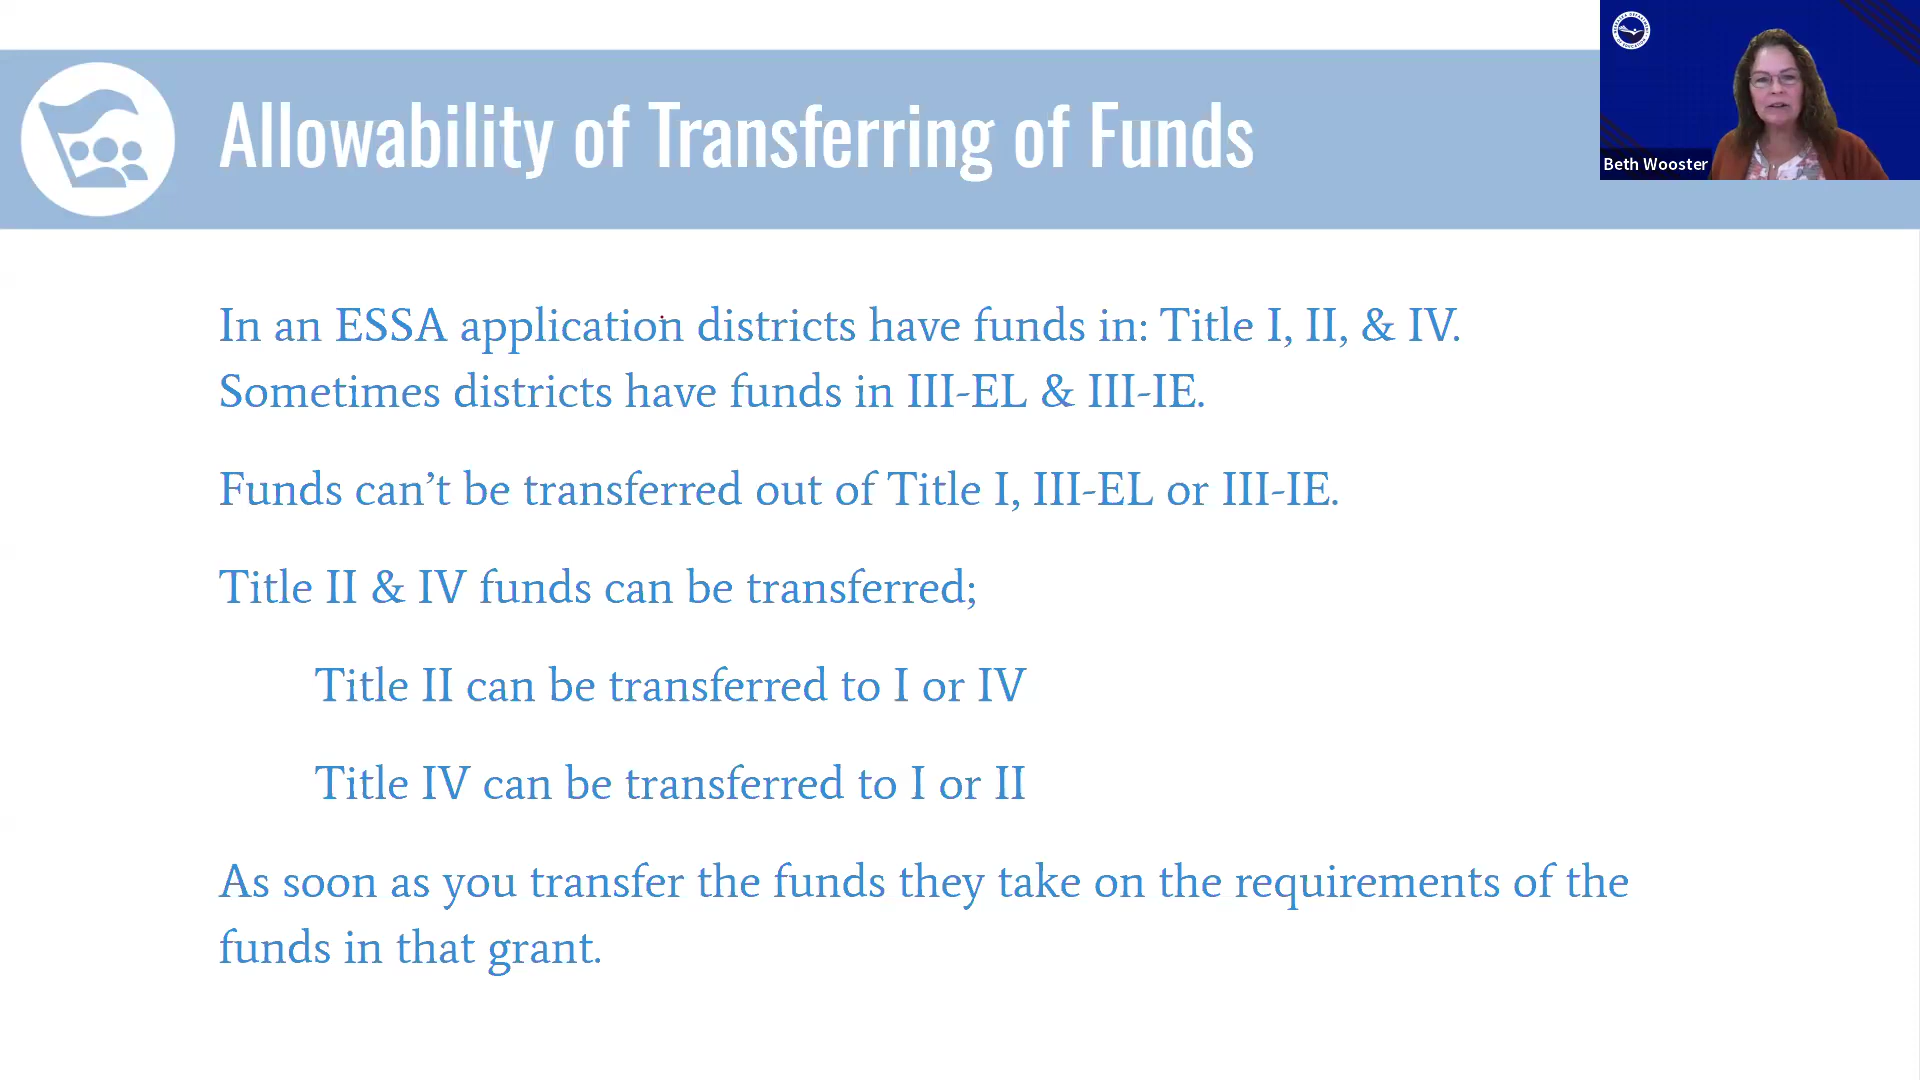 Allowability of Transferring of Funds
Beth Wooster
In an ESSA application districts have funds in: Title I, II, & IV.
Sometimes districts have funds in III-EL & III-IE.
Funds can’t be transferred out of Title I, III-EL or III-IE.
Title II & IV funds can be transferred;
Title II can be transferred to I or IV
Title IV can be transferred to I or II
As soon as you transfer the funds they take on the requirements of the
funds in that grant.